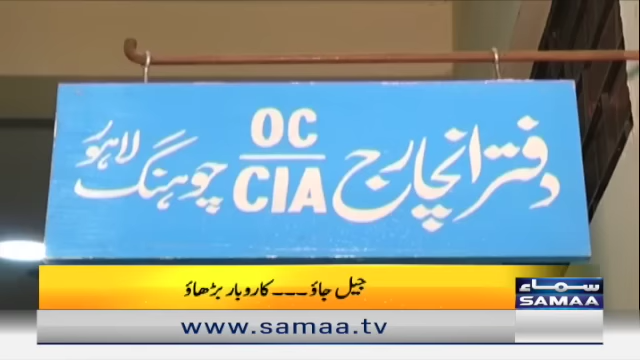 دفتر انچارج OC/CIA چوہنگ لاہور
جیل جاؤ ۔۔۔ کاروبار بڑھاؤ
سماء
SAMAA
www.samaa.tv